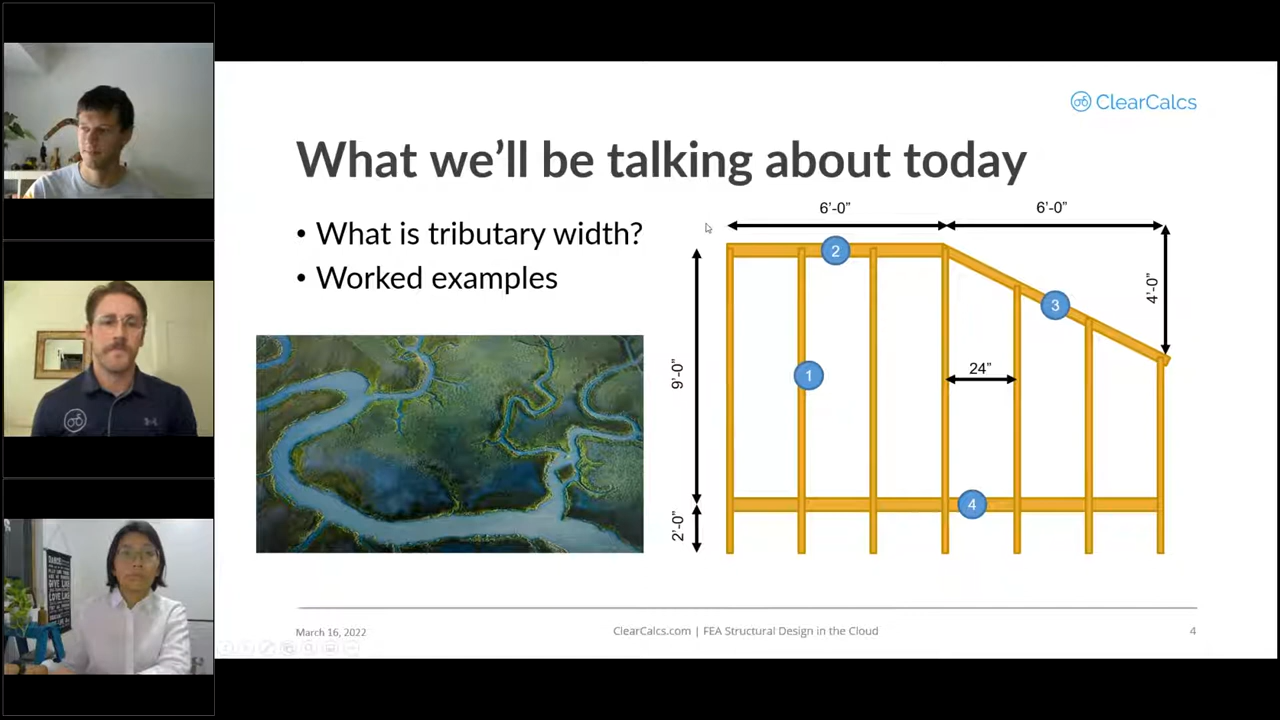 ClearCalcs
What we'll be talking about today
• What is tributary width?
• Worked examples
6'-0"
6'-0"
2
3
4'-0"
9'-0"
1
24"
4
2'-0"
March 16, 2022
ClearCalcs.com | FEA Structural Design in the Cloud
4